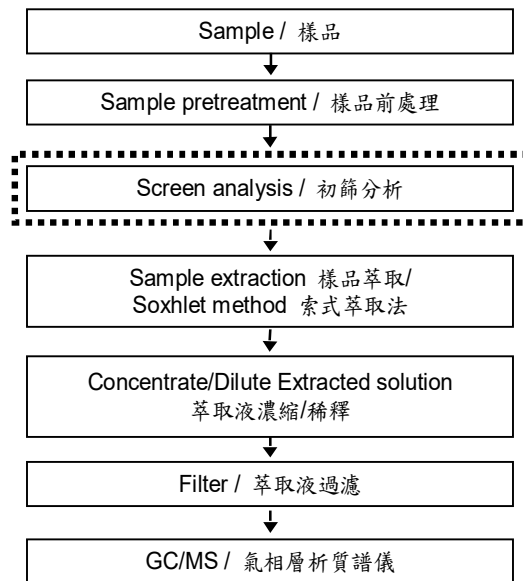 Sample / 樣品
Sample pretreatment / 樣品前處理
Screen analysis / 初篩分析
Sample extraction 樣品萃取/
Soxhlet method 索式萃取法
Concentrate/Dilute Extracted solution
萃取液濃縮/稀釋
Filter / 萃取液過濾
GC/MS / 氣相層析質譜儀